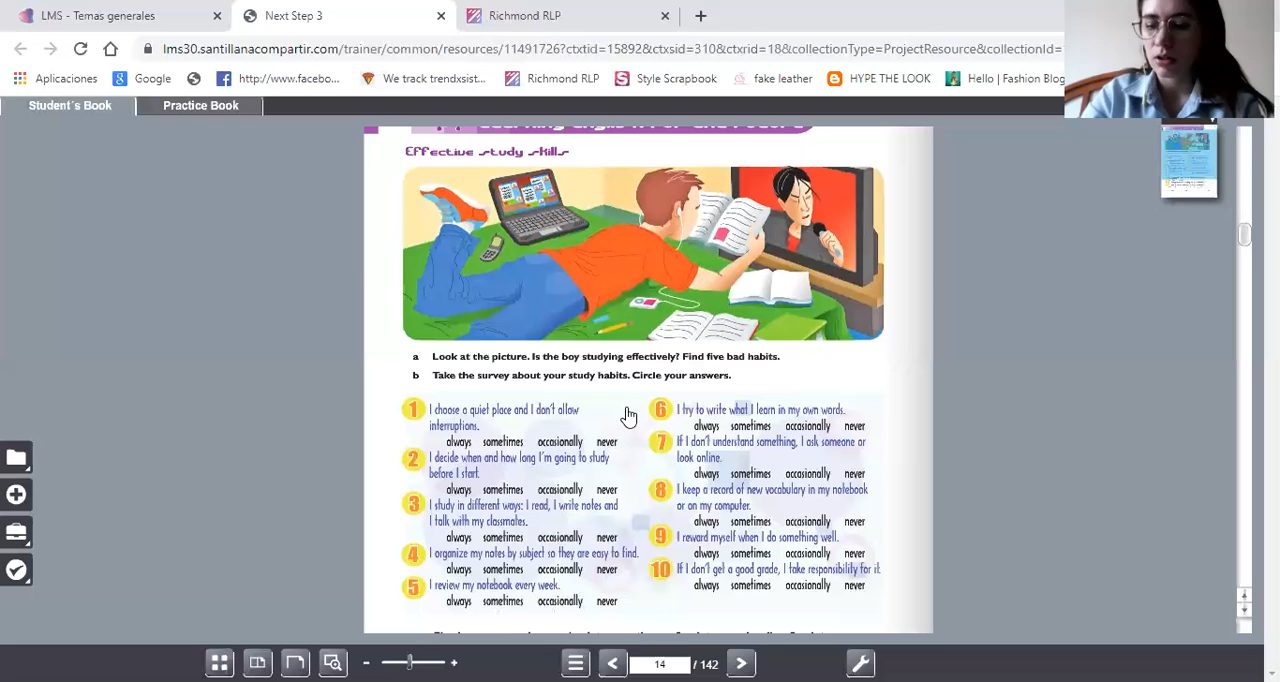 LMS - Temas generales
Next Step 3
Richmond RLP
lms30.santillanacompartir.com/trainer/common/resources/11491726?ctxtid=15892&ctxsid=310&ctxrid=18&collectionType=ProjectResource&collectionId=
Aplicaciones
Google
http://www.facebo...
We track trendxsist...
Richmond RLP
Style Scrapbook
fake leather
HYPE THE LOOK
Hello | Fashion Blog
Student´s Book
Practice Book
Effective study skills
a Look at the picture. Is the boy studying effectively? Find five bad habits.
b Take the survey about your study habits. Circle your answers.
1 I choose a quiet place and I don't allow
interruptions.
always sometimes occasionally never
2 I decide when and how long I'm going to study
before I start.
always sometimes occasionally never
3 I study in different ways: I read, I write notes and
I talk with my classmates.
always sometimes occasionally never
4 I organize my notes by subject so they are easy to find.
always sometimes occasionally never
5 I review my notebook every week.
always sometimes occasionally never
6 I try to write what I learn in my own words.
always sometimes occasionally never
7 If I don't understand something, I ask someone or
look online.
always sometimes occasionally never
8 I keep a record of new vocabulary in my notebook
or on my computer.
always sometimes occasionally never
9 I reward myself when I do something well.
always sometimes occasionally never
10 If I don't get a good grade, I take responsibility for it.
always sometimes occasionally never
14 / 142